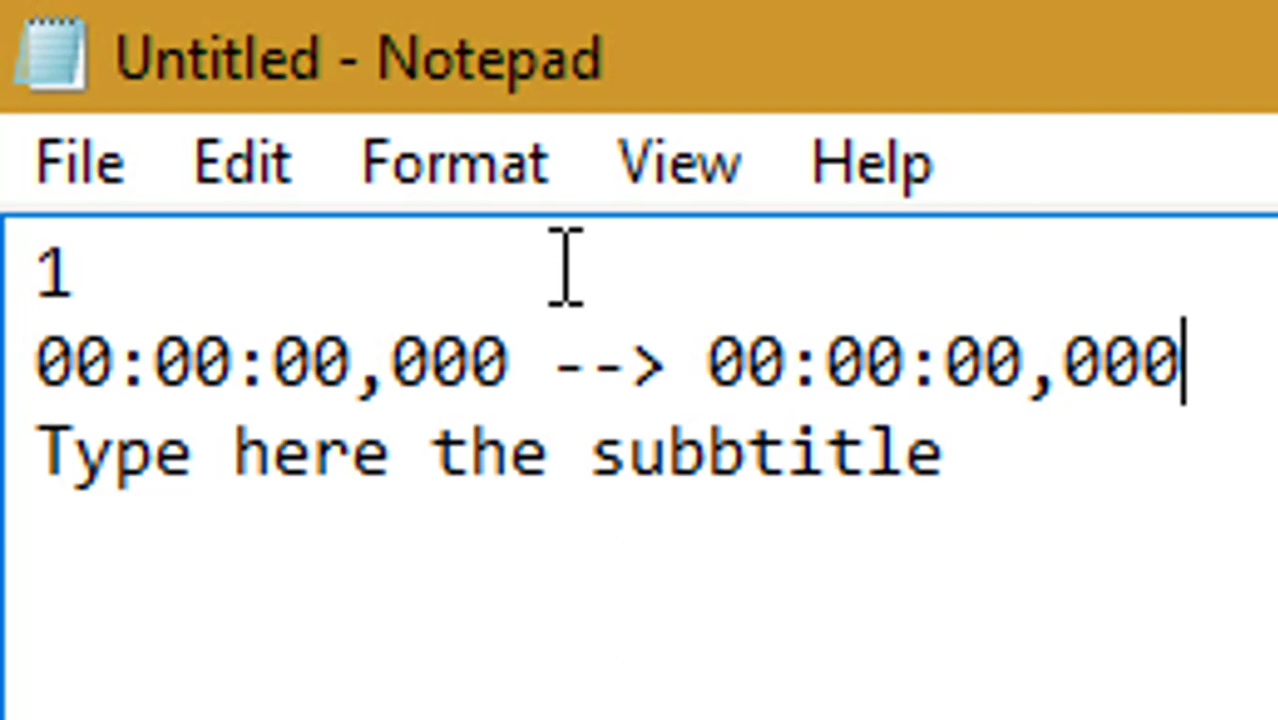 Untitled - Notepad
File Edit Format View Help
1
00:00:00,000 --> 00:00:00,000
Type here the subbtitle